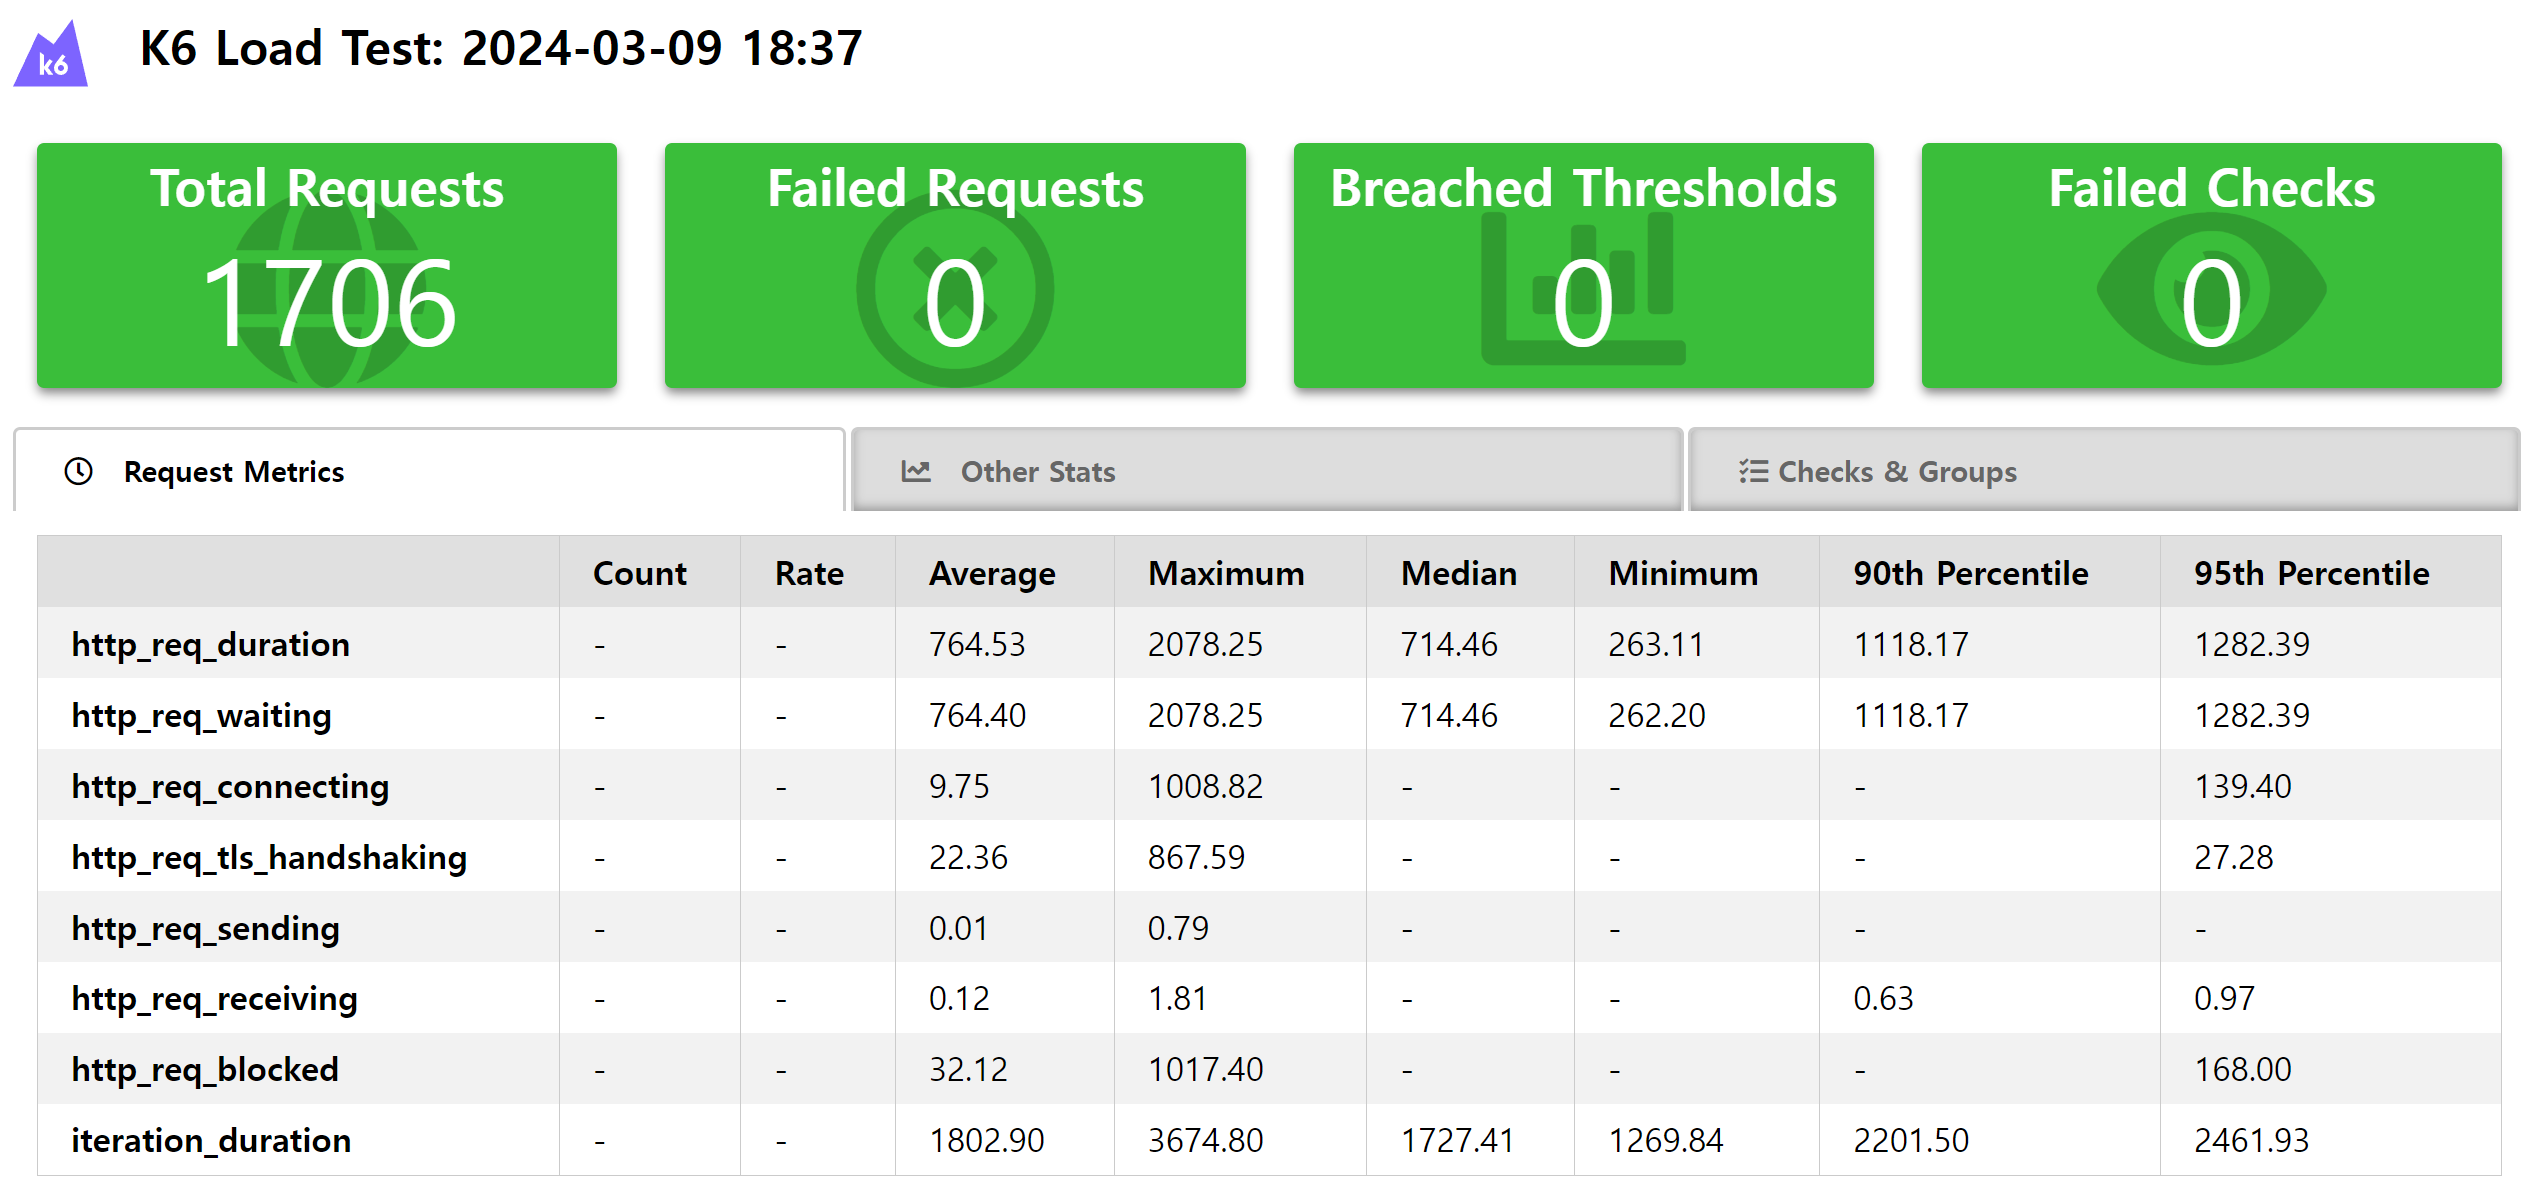 k6
K6 Load Test: 2024-03-09 18:37
Total Requests
1706
Failed Requests
0
Breached Thresholds
0
Failed Checks
0
Request Metrics
Other Stats
Checks & Groups
Count Rate Average Maximum Median Minimum 90th Percentile 95th Percentile
http_req_duration - - 764.53 2078.25 714.46 263.11 1118.17 1282.39
http_req_waiting - - 764.40 2078.25 714.46 262.20 1118.17 1282.39
http_req_connecting - - 9.75 1008.82 - - - 139.40
http_req_tls_handshaking - - 22.36 867.59 - - - 27.28
http_req_sending - - 0.01 0.79 - - - -
http_req_receiving - - 0.12 1.81 - - 0.63 0.97
http_req_blocked - - 32.12 1017.40 - - - 168.00
iteration_duration - - 1802.90 3674.80 1727.41 1269.84 2201.50 2461.93